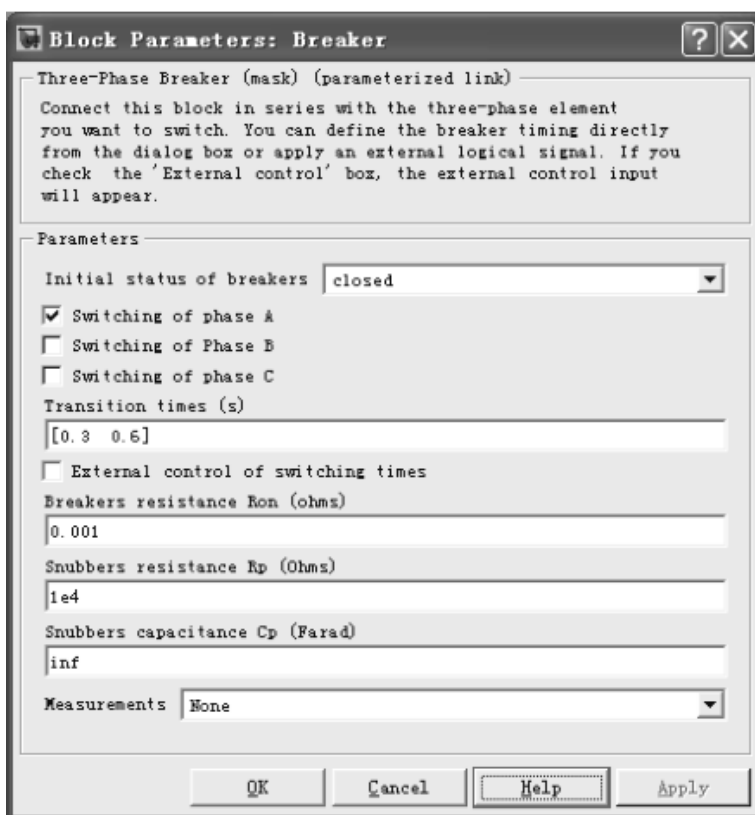 Block Parameters: Breaker
Three-Phase Breaker (mask) (parameterized link)
Connect this block in series with the three-phase element
you want to switch. You can define the breaker timing directly
from the dialog box or apply an external logical signal. If you
check the 'External control' box, the external control input
will appear.
Parameters
Initial status of breakers closed
Switching of phase A
Switching of Phase B
Switching of phase C
Transition times (s)
[0.3 0.6]
External control of switching times
Breakers resistance Ron (ohms)
0.001
Snubbers resistance Rp (Ohms)
1e4
Snubbers capacitance Cp (Farad)
inf
Measurements None
OK Cancel Help Apply